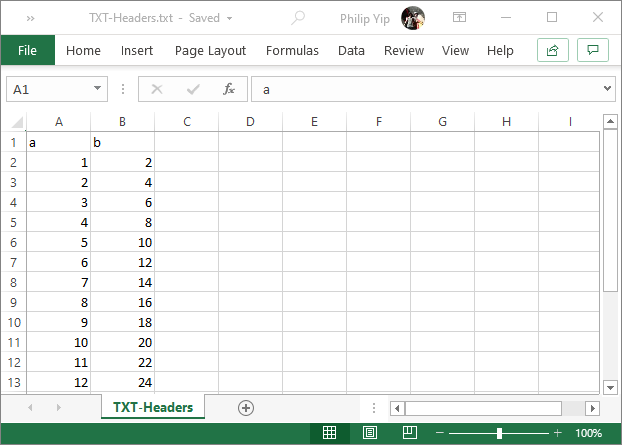 » TXT-Headers.txt - Saved Philip Yip
File Home Insert Page Layout Formulas Data Review View Help
A1 fx a
A B C D E F G H I
1 a b
2 1 2
3 2 4
4 3 6
5 4 8
6 5 10
7 6 12
8 7 14
9 8 16
10 9 18
11 10 20
12 11 22
13 12 24
TXT-Headers
100%